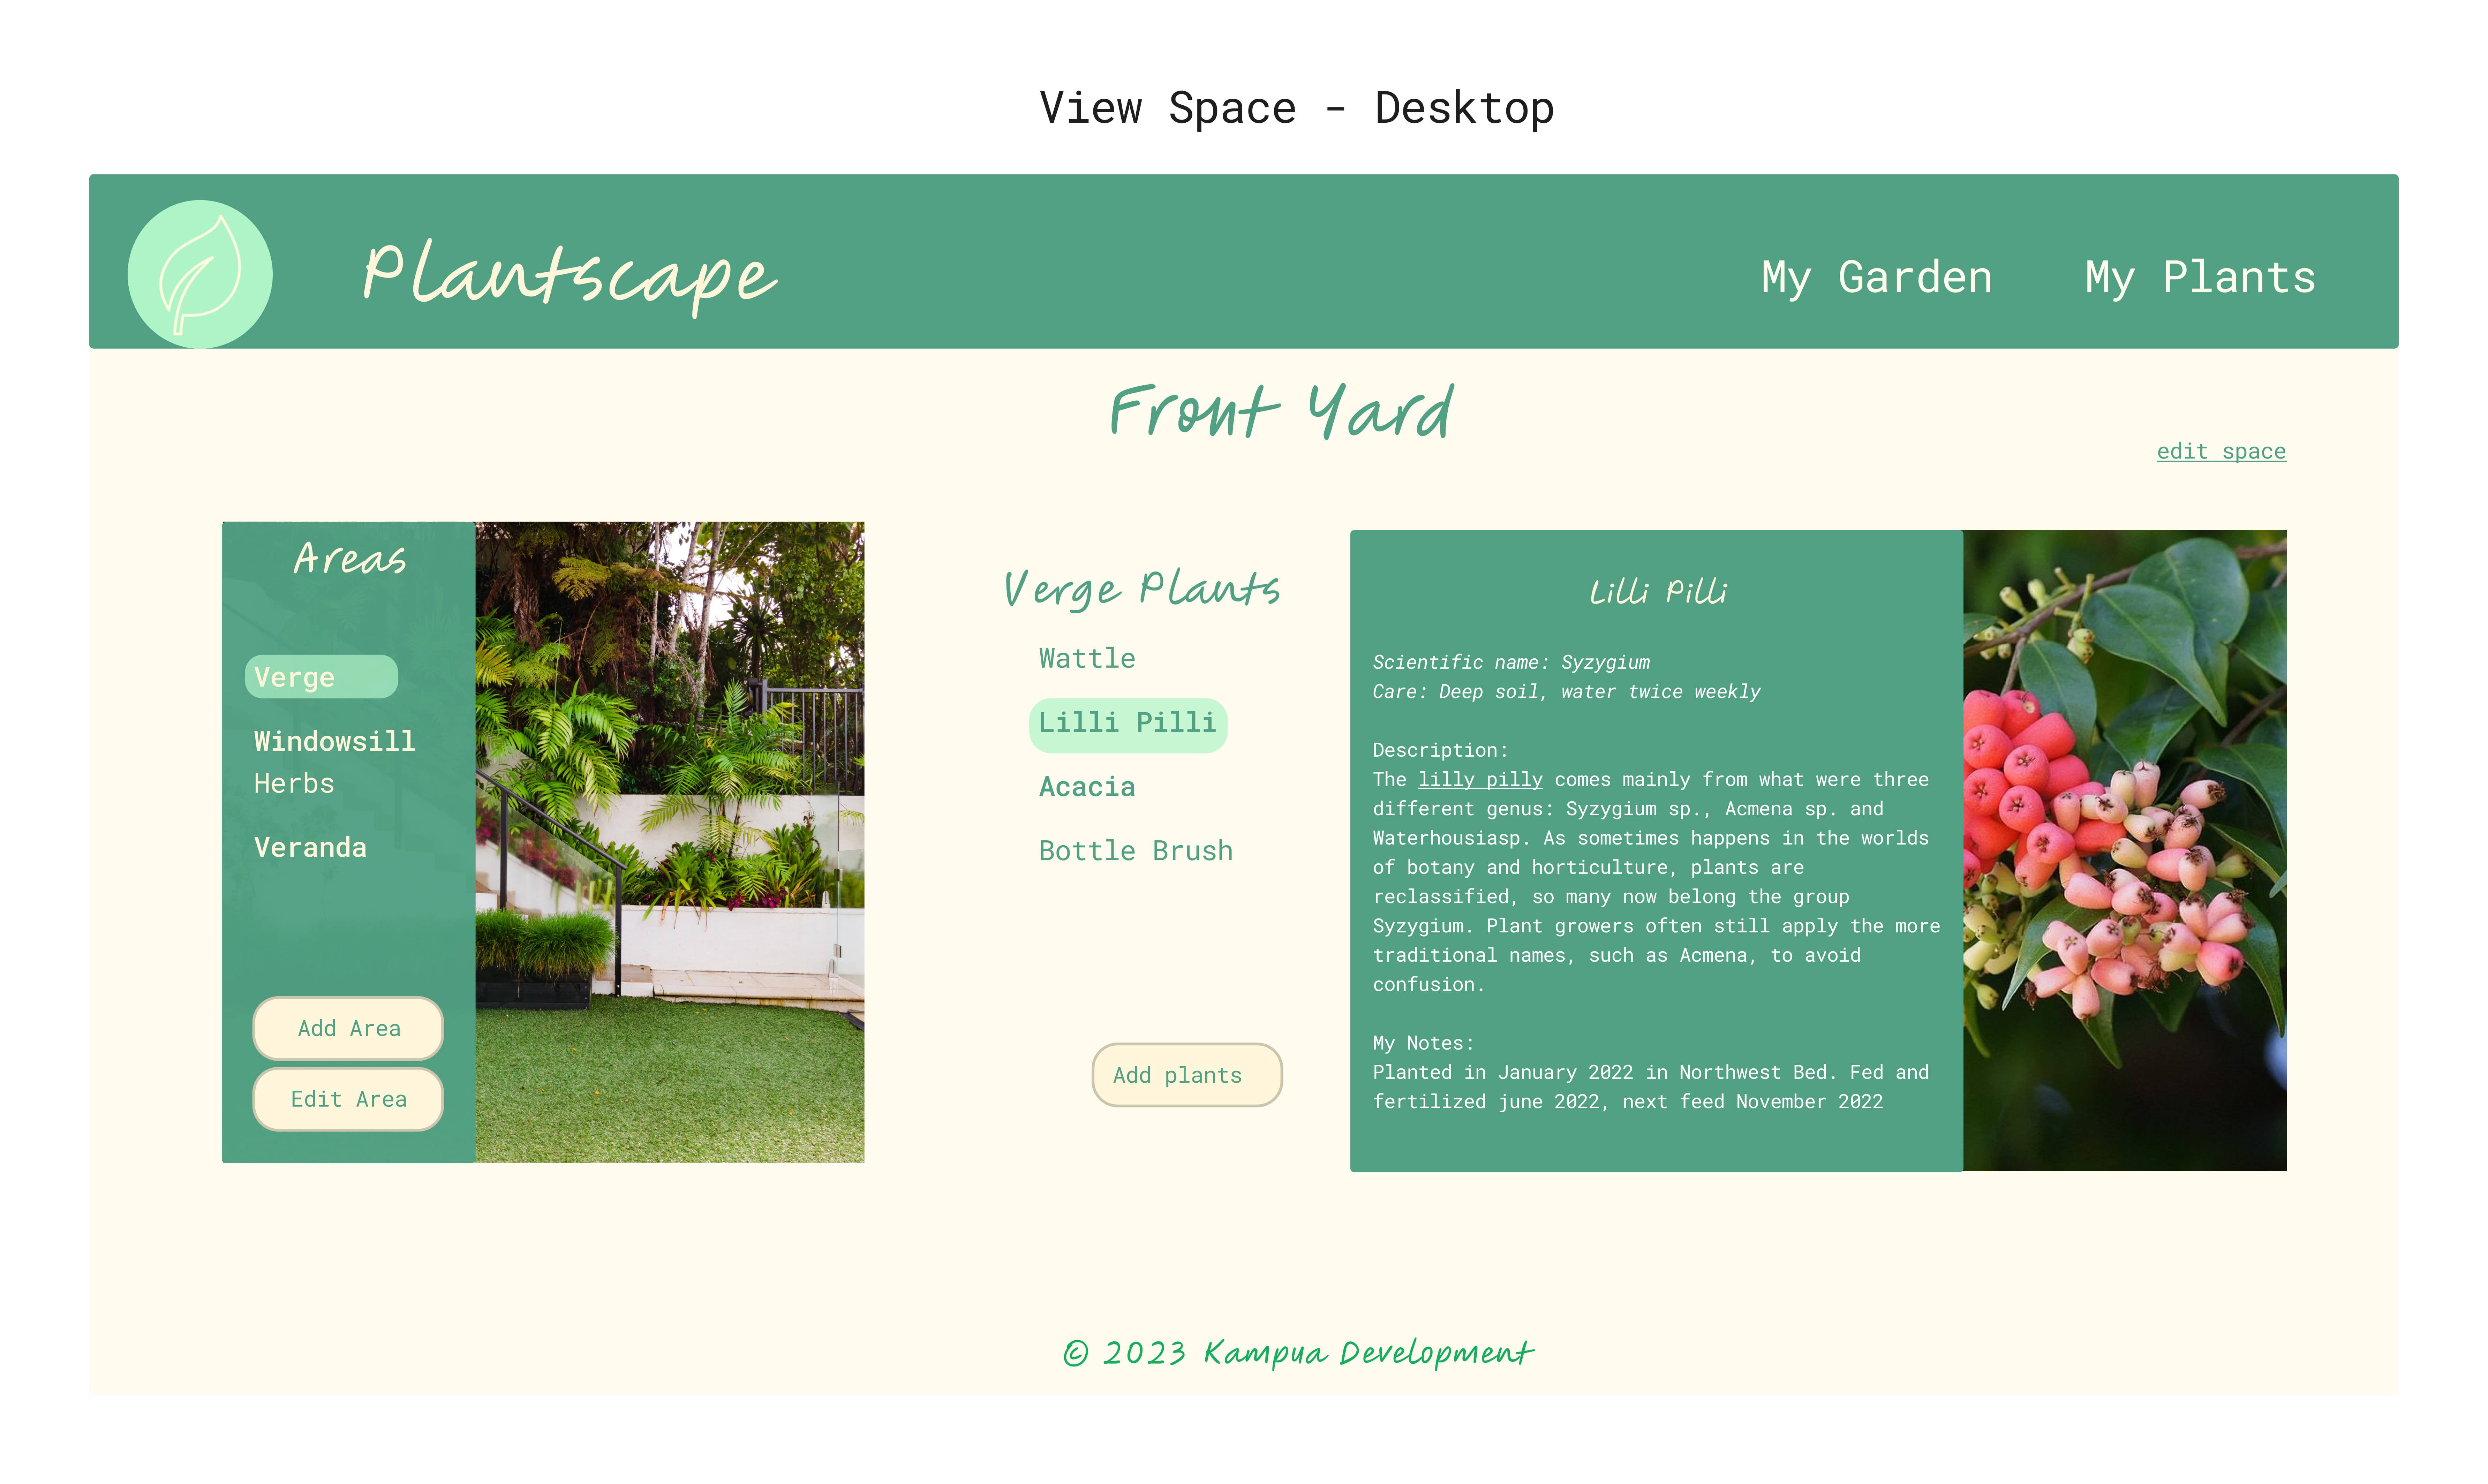 View Space - Desktop
Plantscape
My Garden
My Plants
Front Yard
edit space
Areas
Verge
Windowsill
Herbs
Veranda
Add Area
Edit Area
Verge Plants
Wattle
Lilli Pilli
Acacia
Bottle Brush
Add plants
Lilli Pilli
Scientific name: Syzygium
Care: Deep soil, water twice weekly
Description:
The lilly pilly comes mainly from what were three
different genus: Syzygium sp., Acmena sp. and
Waterhousiasp. As sometimes happens in the worlds
of botany and horticulture, plants are
reclassified, so many now belong the group
Syzygium. Plant growers often still apply the more
traditional names, such as Acmena, to avoid
confusion.
My Notes:
Planted in January 2022 in Northwest Bed. Fed and
fertilized june 2022, next feed November 2022
© 2023 Kampua Development